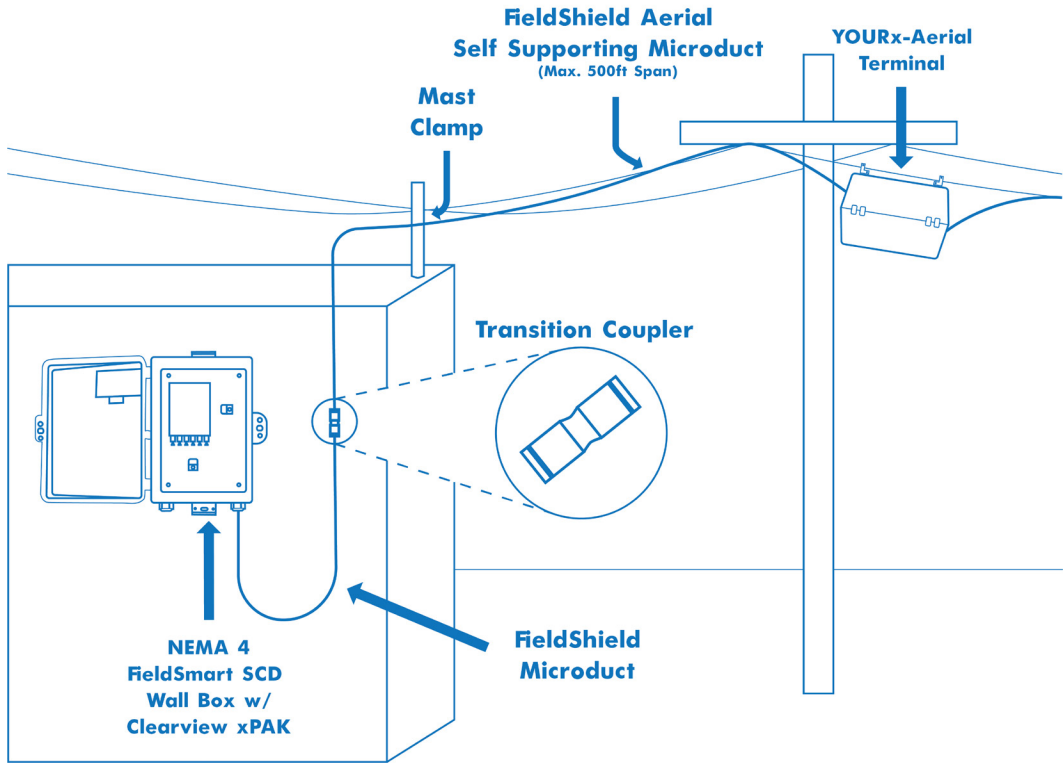 FieldShield Aerial
Self Supporting Microduct
(Max. 500ft Span)
YOURx-Aerial
Terminal
Mast
Clamp
Transition Coupler
FieldShield
Microduct
NEMA 4
FieldSmart SCD
Wall Box w/
Clearview xPAK